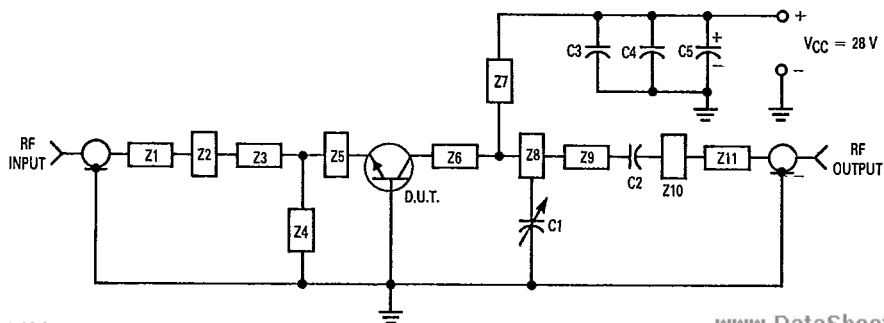 +
C3
C4
C5
+
–
VCC = 28 V
–
Z7
RF
INPUT
Z1
Z2
Z3
Z5
Z6
Z8
Z9
C2
Z10
Z11
–
RF
OUTPUT
D.U.T.
Z4
C1